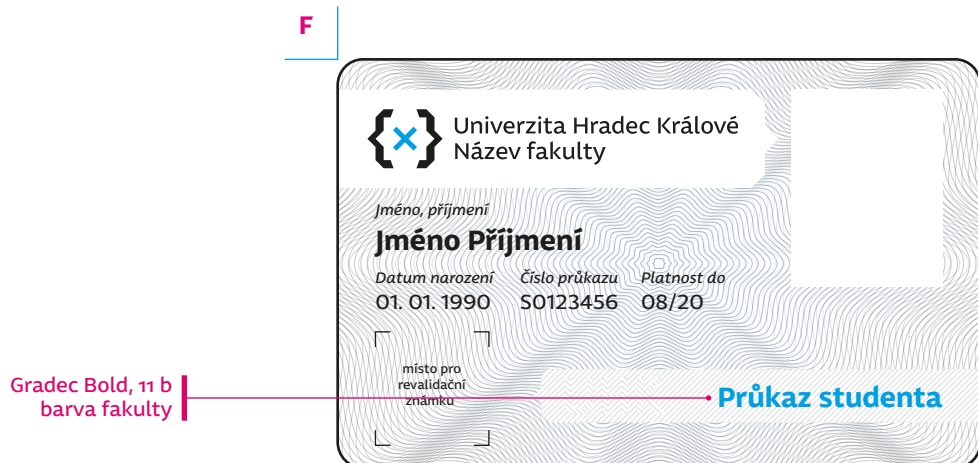 F
Univerzita Hradec Králové
Název fakulty
Jméno, příjmení
Jméno Příjmení
Datum narození Číslo průkazu Platnost do
01. 01. 1990 S0123456 08/20
místo pro
revalidační
známku
Gradec Bold, 11 b
barva fakulty
Průkaz studenta